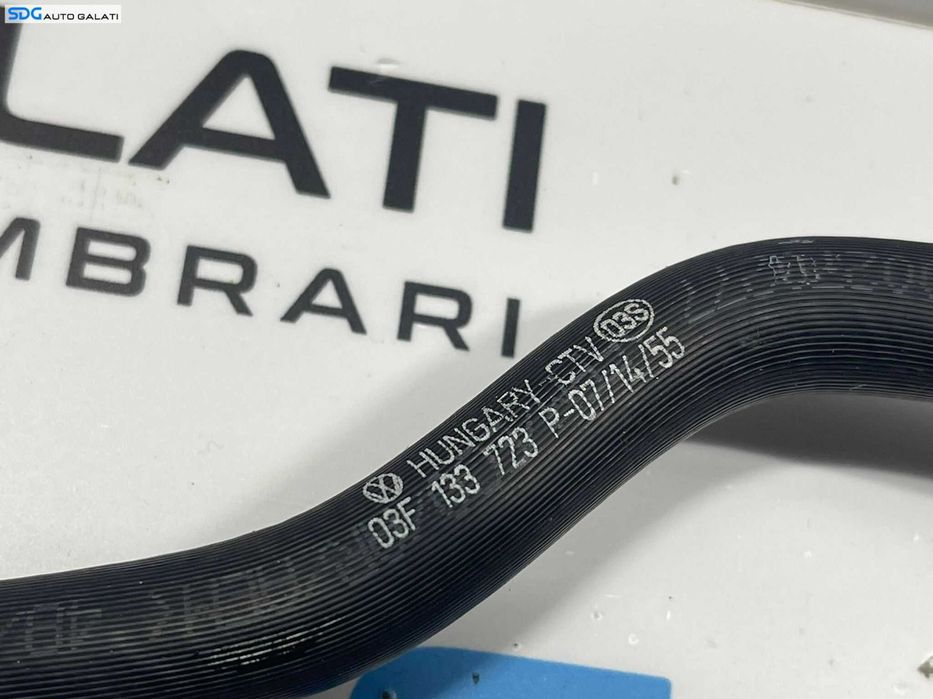 SDG AUTO GALATI
LATI
MBRARI
HUNGARY CTV 03S
03F 133 723 P-07/14/55